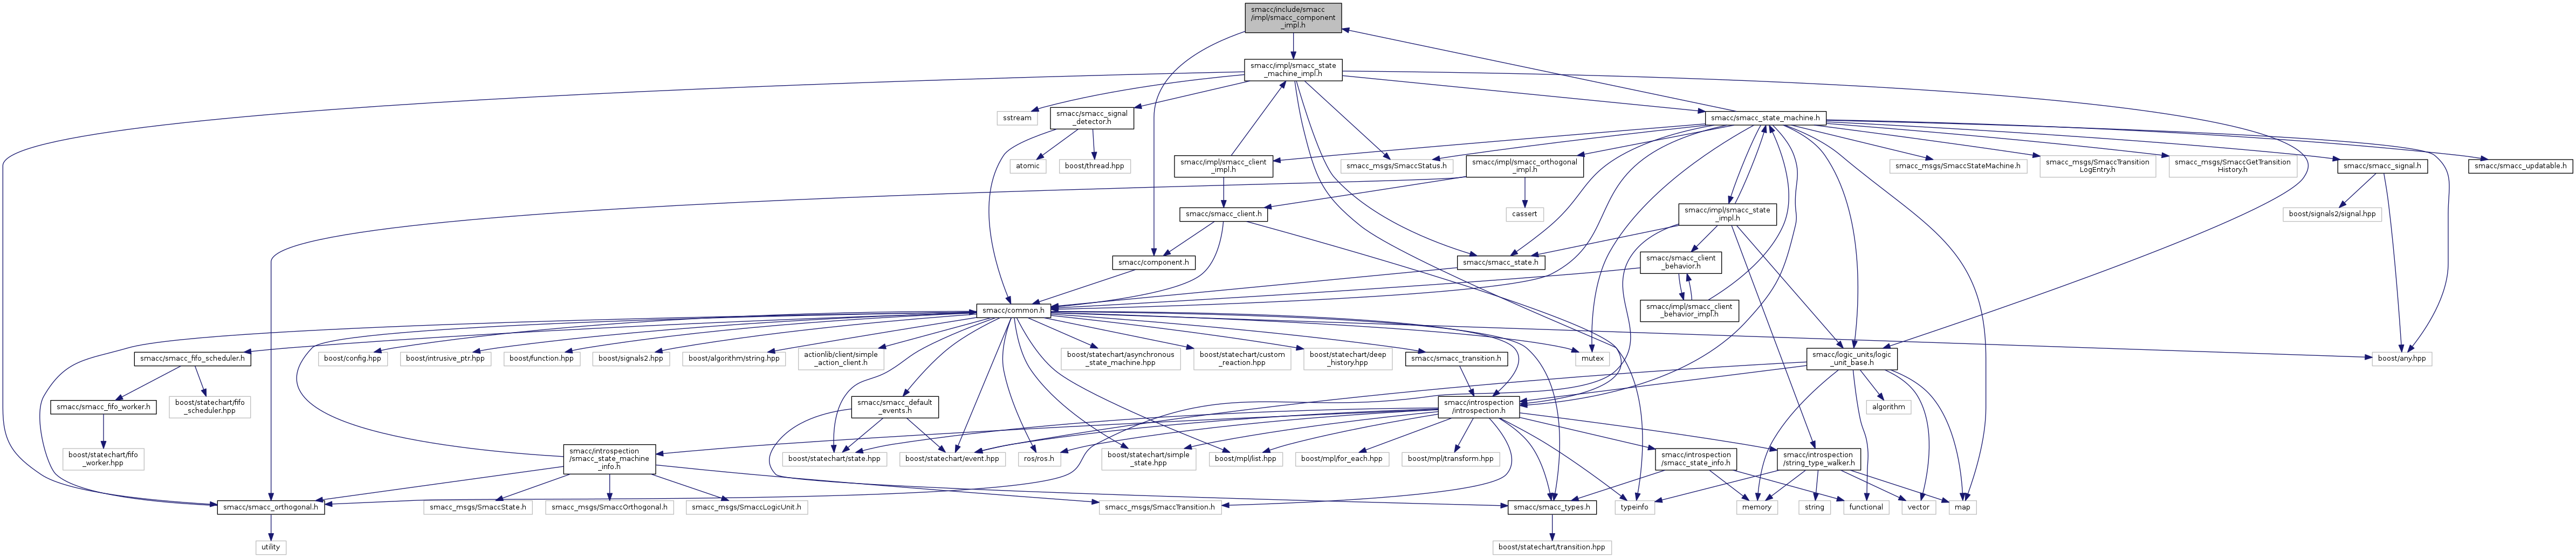 smacc/include/smacc
/impl/smacc_component
_impl.h
smacc/impl/smacc_state
_machine_impl.h
sstream
smacc/smacc_signal
_detector.h
smacc/smacc_state_machine.h
atomic
boost/thread.hpp
smacc/impl/smacc_client
_impl.h
smacc_msgs/SmaccStatus.h
smacc/impl/smacc_orthogonal
_impl.h
smacc_msgs/SmaccStateMachine.h
smacc_msgs/SmaccTransition
LogEntry.h
smacc_msgs/SmaccGetTransition
History.h
smacc/smacc_signal.h
smacc/smacc_updatable.h
smacc/smacc_client.h
cassert
smacc/impl/smacc_state
_impl.h
boost/signals2/signal.hpp
smacc/component.h
smacc/smacc_state.h
smacc/smacc_client
_behavior.h
smacc/common.h
smacc/impl/smacc_client
_behavior_impl.h
smacc/smacc_fifo_scheduler.h
boost/config.hpp
boost/intrusive_ptr.hpp
boost/function.hpp
boost/signals2.hpp
boost/algorithm/string.hpp
actionlib/client/simple
_action_client.h
boost/statechart/asynchronous
_state_machine.hpp
boost/statechart/custom
_reaction.hpp
boost/statechart/deep
_history.hpp
smacc/smacc_transition.h
mutex
smacc/logic_units/logic
_unit_base.h
boost/any.hpp
smacc/smacc_fifo_worker.h
boost/statechart/fifo
_scheduler.hpp
smacc/smacc_default
_events.h
smacc/introspection
/introspection.h
algorithm
boost/statechart/fifo
_worker.hpp
smacc/introspection
/smacc_state_machine
_info.h
boost/statechart/state.hpp
boost/statechart/event.hpp
ros/ros.h
boost/statechart/simple
_state.hpp
boost/mpl/list.hpp
boost/mpl/for_each.hpp
boost/mpl/transform.hpp
smacc/introspection
/smacc_state_info.h
smacc/introspection
/string_type_walker.h
smacc/smacc_orthogonal.h
smacc_msgs/SmaccState.h
smacc_msgs/SmaccOrthogonal.h
smacc_msgs/SmaccLogicUnit.h
smacc_msgs/SmaccTransition.h
smacc/smacc_types.h
typeinfo
memory
string
functional
vector
map
utility
boost/statechart/transition.hpp